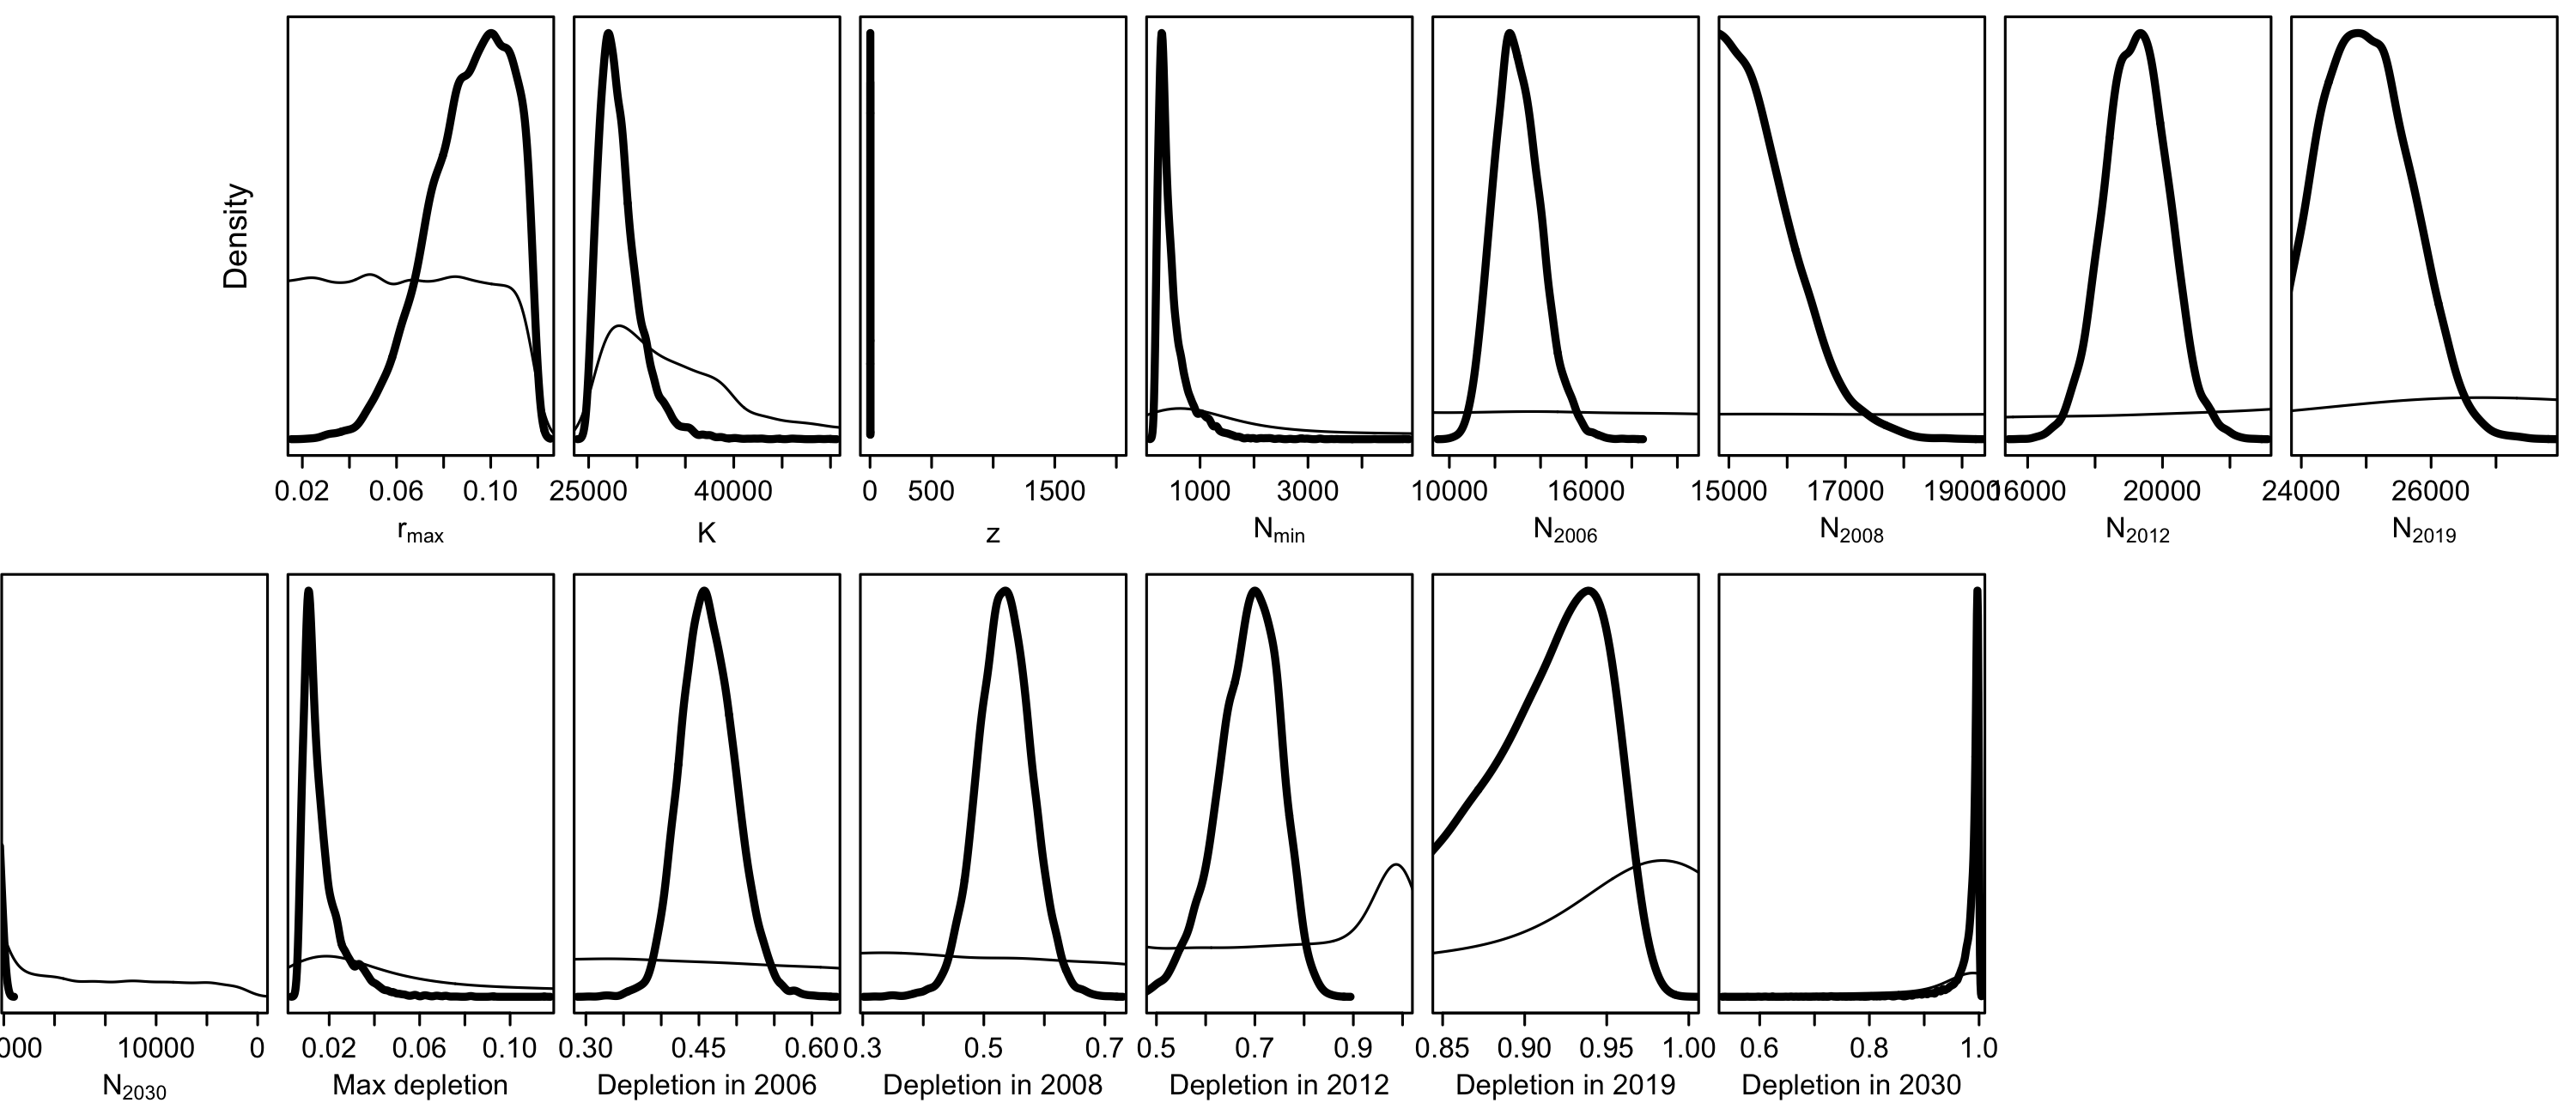 Density
0.02 0.06 0.10 25000 40000 0 500 1500 1000 3000 10000 16000 15000 17000 19000 16000 20000 24000 26000
rmax K z Nmin N2006 N2008 N2012 N2019
000 10000 0 0.02 0.06 0.10 0.30 0.45 0.60 0.3 0.5 0.7 0.5 0.7 0.9 0.85 0.90 0.95 1.00 0.6 0.8 1.0
N2030 Max depletion Depletion in 2006 Depletion in 2008 Depletion in 2012 Depletion in 2019 Depletion in 2030